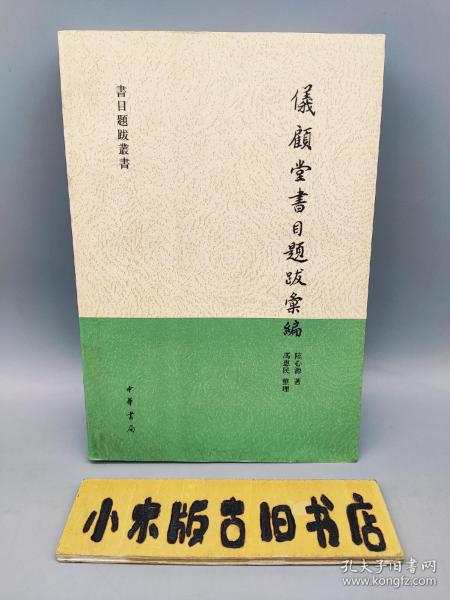 書目題跋叢書
儀顧堂書目題跋彙編
陸心源 著
馮惠民 整理
中華書局
小宋版古旧书店
孔夫子旧书网
www.kongfz.com